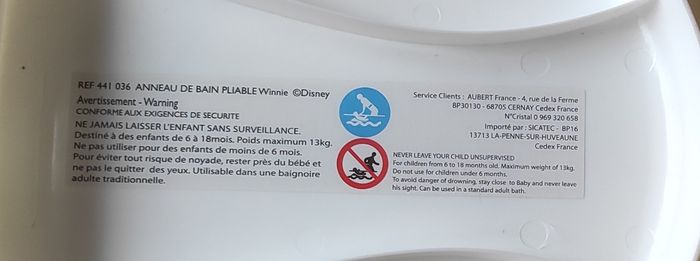 REF 441 036 ANNEAU DE BAIN PLIABLE Winnie ©Disney
Avertissement - Warning
CONFORME AUX EXIGENCES DE SECURITE
NE JAMAIS LAISSER L'ENFANT SANS SURVEILLANCE.
Destiné à des enfants de 6 à 18mois. Poids maximum 13kg.
Ne pas utiliser pour des enfants de moins de 6 mois.
Pour éviter tout risque de noyade, rester près du bébé et
ne pas le quitter des yeux. Utilisable dans une baignoire
adulte traditionnelle.
Service Clients : AUBERT France - 4, rue de la Ferme
BP30130 - 68705 CERNAY Cedex France
N°Cristal 0 969 320 658
Importé par : SICATEC - BP16
13713 LA-PENNE-SUR-HUVEAUNE
Cedex France
NEVER LEAVE YOUR CHILD UNSUPERVISED
For children from 6 to 18 months old. Maximum weight of 13kg.
Do not use for children under 6 months.
To avoid danger of drowning, stay close to Baby and never leave
his sight. Can be used in a standard adult bath.